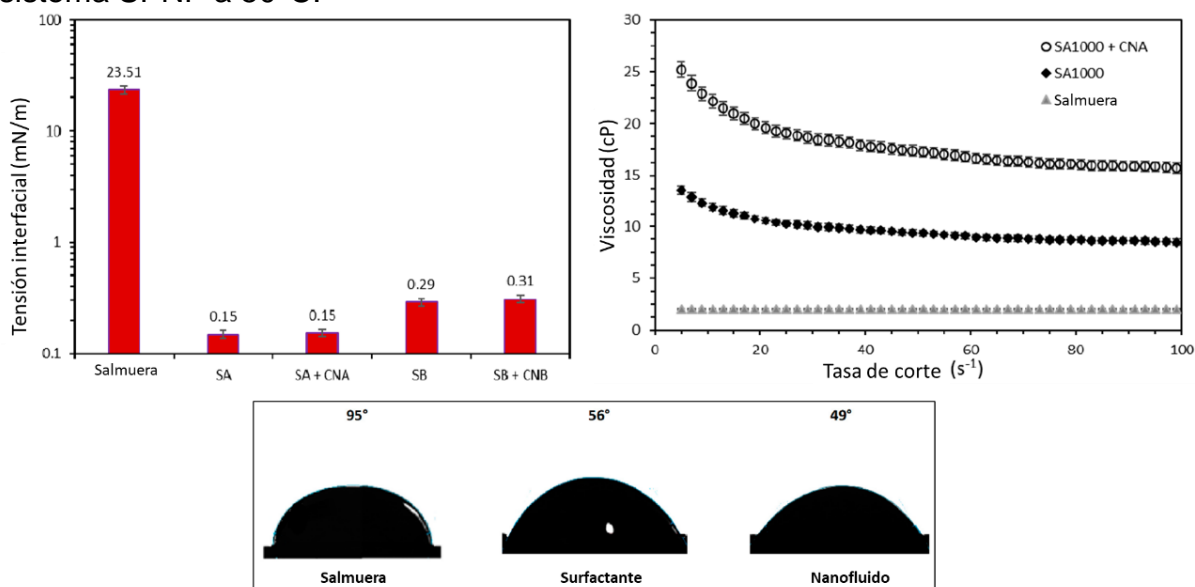 sistema SF-NP a 50°C.
100
10
1
0.1
Tensión interfacial (mN/m)
23.51
0.15
0.15
0.29
0.31
Salmuera SA SA + CNA SB SB + CNB
30
25
20
15
10
5
0
Viscosidad (cP)
SA1000 + CNA
SA1000
Salmuera
0 20 40 60 80 100
Tasa de corte (s-1)
95° 56° 49°
Salmuera Surfactante Nanofluido